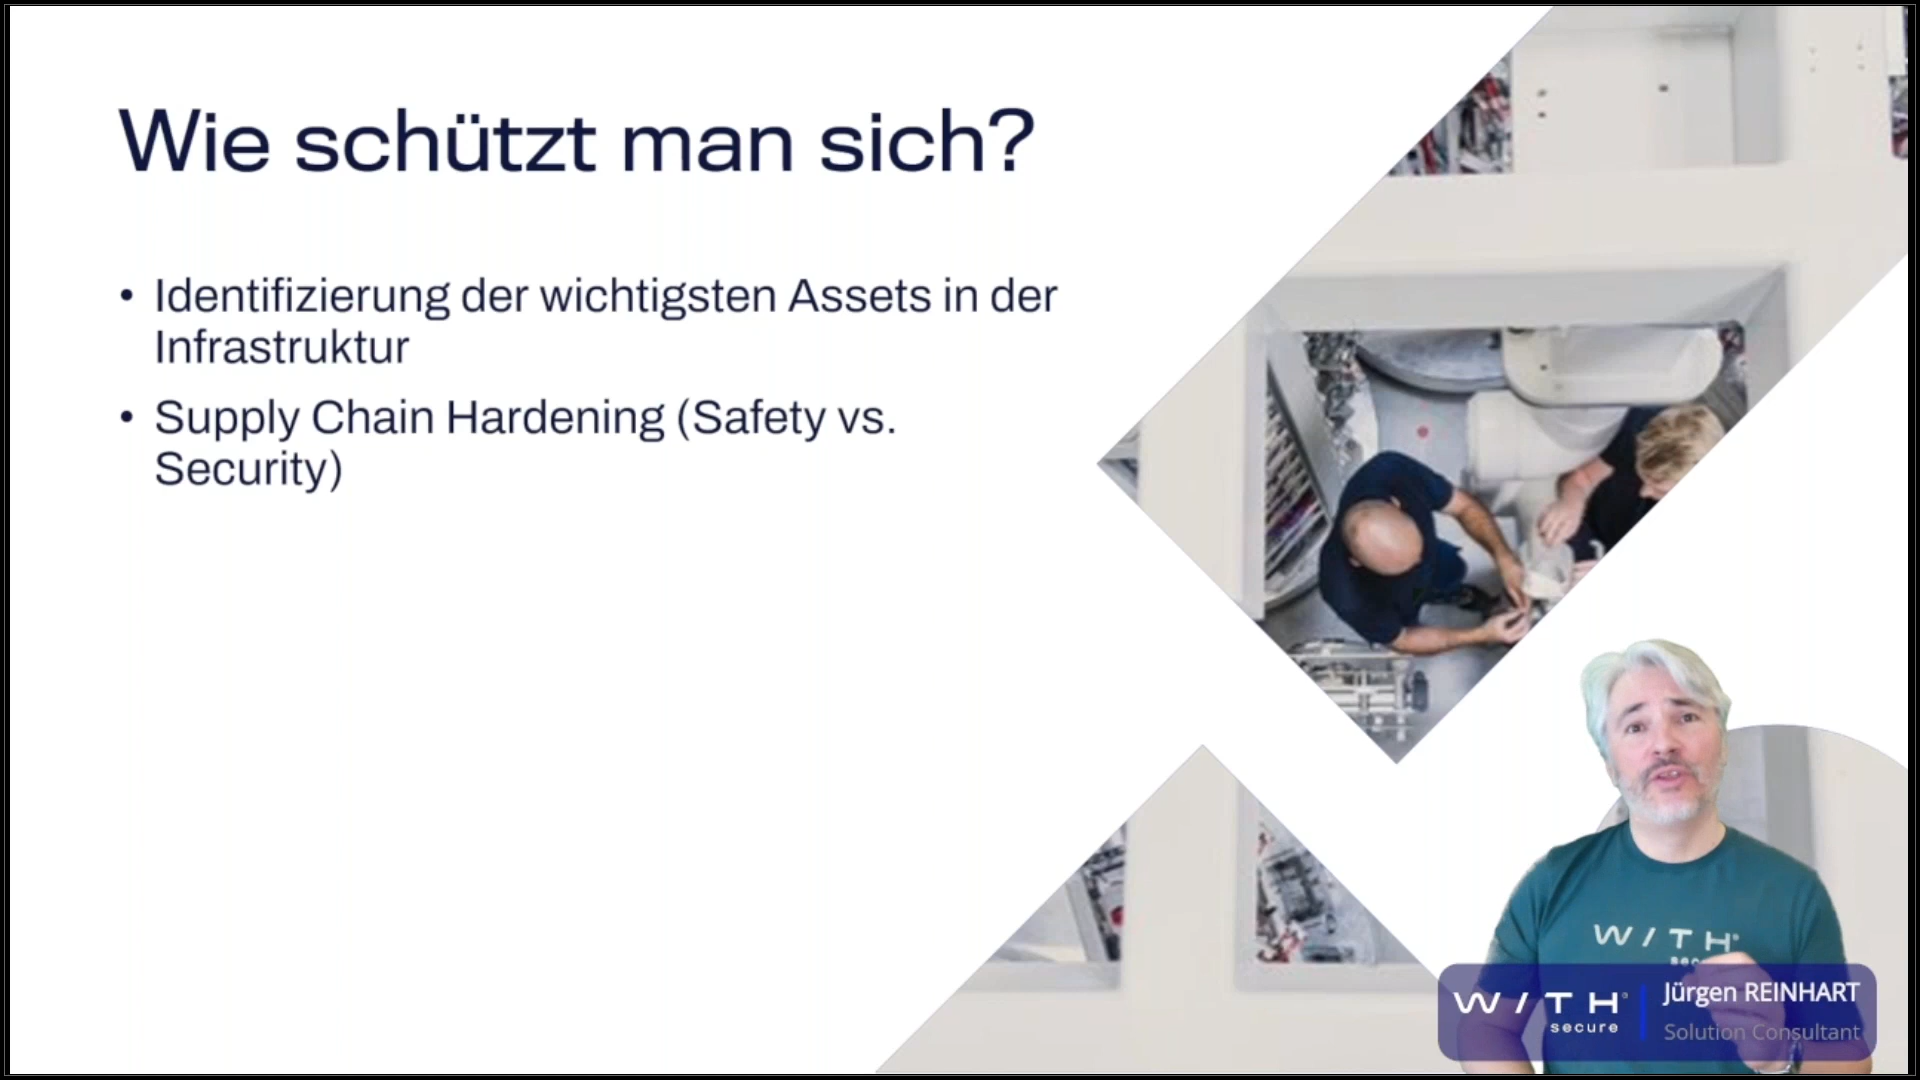 Wie schützt man sich?
• Identifizierung der wichtigsten Assets in der
Infrastruktur
• Supply Chain Hardening (Safety vs.
Security)
W/TH®
sec
W/TH®
secure
Jürgen REINHART
Solution Consultant